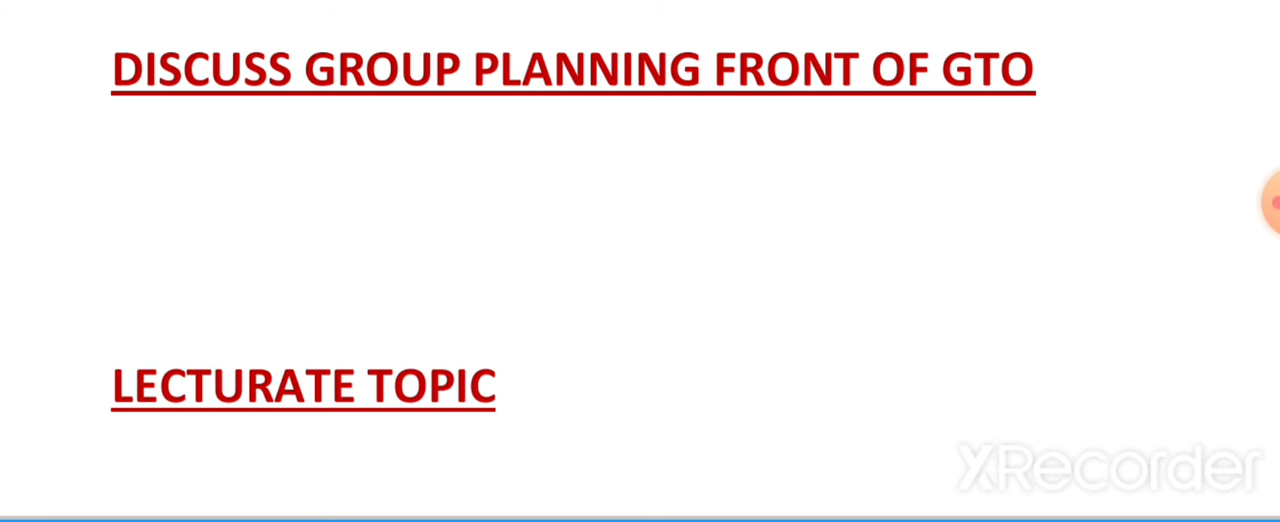 DISCUSS GROUP PLANNING FRONT OF GTO
LECTURATE TOPIC
XRecorder